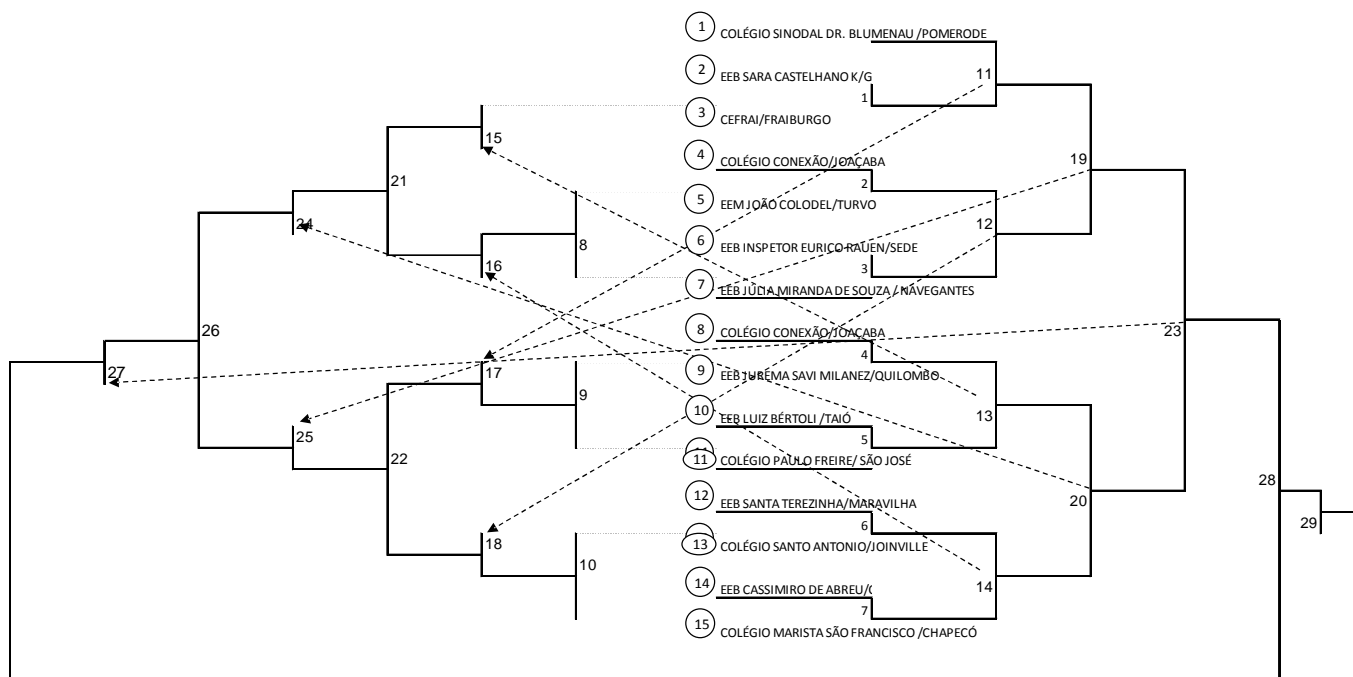 1 COLÉGIO SINODAL DR. BLUMENAU /POMERODE
2 EEB SARA CASTELHANO K/G
3 CEFRAI/FRAIBURGO
4 COLÉGIO CONEXÃO/JOAÇABA
5 EEM JOÃO COLODEL/TURVO
6 EEB INSPETOR EURICO RAUEN/SEDE
7 EEB JULIA MIRANDA DE SOUZA / NAVEGANTES
8 COLÉGIO CONEXÃO/JOAÇABA
9 EEB JUREMA SAVI MILANEZ/QUILOMBO
10 EEB LUIZ BÉRTOLI /TAIÓ
11 COLÉGIO PAULO FREIRE/ SÃO JOSÉ
12 EEB SANTA TEREZINHA/MARAVILHA
13 COLÉGIO SANTO ANTONIO/JOINVILLE
14 EEB CASSIMIRO DE ABREU/
15 COLÉGIO MARISTA SÃO FRANCISCO /CHAPECÓ
1
2
3
4
5
6
7
8
9
10
11
12
13
14
15
16
17
18
19
20
21
22
23
24
25
26
27
28
29